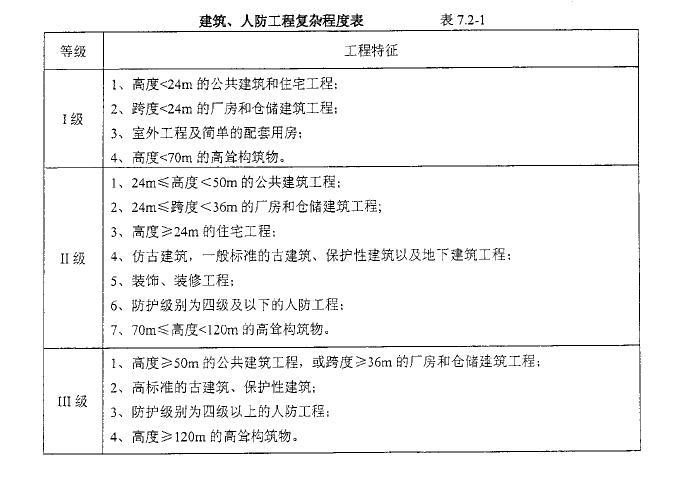 建筑、人防工程复杂程度表 表 7.2-1
等级 工程特征
I 级
1、高度<24m 的公共建筑和住宅工程;
2、跨度<24m 的厂房和仓储建筑工程;
3、室外工程及简单的配套用房;
4、高度<70m 的高耸构筑物。
II 级
1、24m≤高度<50m 的公共建筑工程;
2、24m≤跨度<36m 的厂房和仓储建筑工程;
3、高度≥24m 的住宅工程;
4、仿古建筑,一般标准的古建筑、保护性建筑以及地下建筑工程;
5、装饰、装修工程;
6、防护级别为四级及以下的人防工程;
7、70m≤高度<120m 的高耸构筑物。
III 级
1、高度≥50m 的公共建筑工程,或跨度≥36m 的厂房和仓储建筑工程;
2、高标准的古建筑、保护性建筑;
3、防护级别为四级以上的人防工程;
4、高度≥120m 的高耸构筑物。